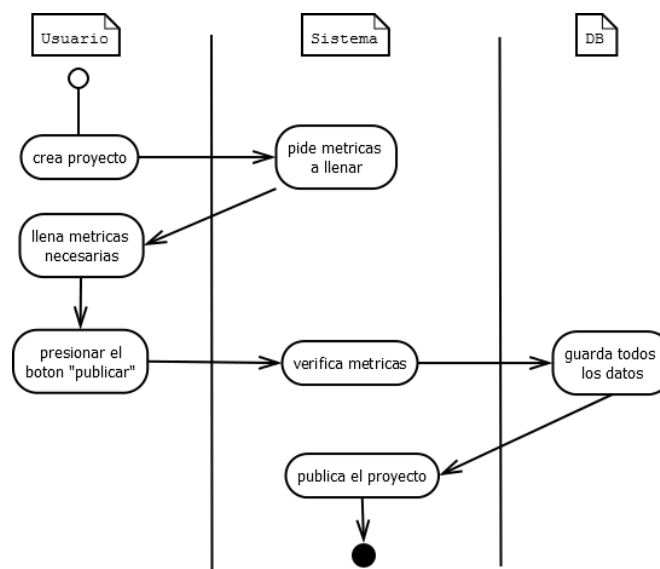 Usuario
Sistema
DB
crea proyecto
pide metricas
a llenar
llena metricas
necesarias
presionar el
boton "publicar"
verifica metricas
guarda todos
los datos
publica el proyecto